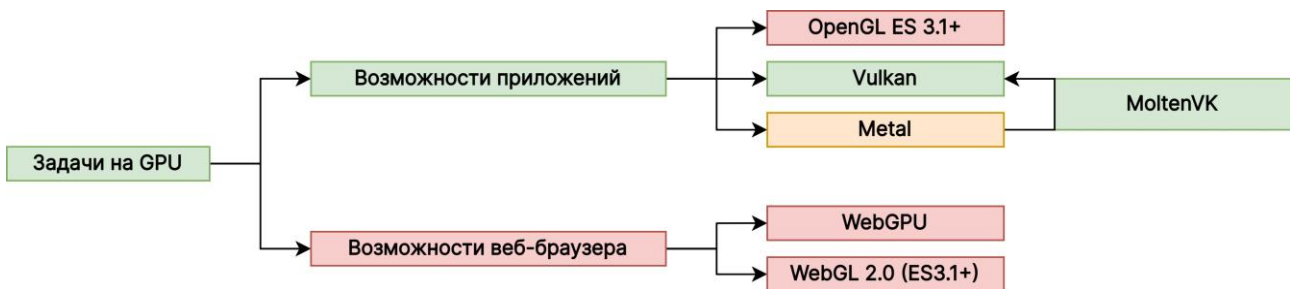 OpenGL ES 3.1+
Возможности приложений
Vulkan
MoltenVK
Metal
Задачи на GPU
WebGPU
Возможности веб-браузера
WebGL 2.0 (ES3.1+)